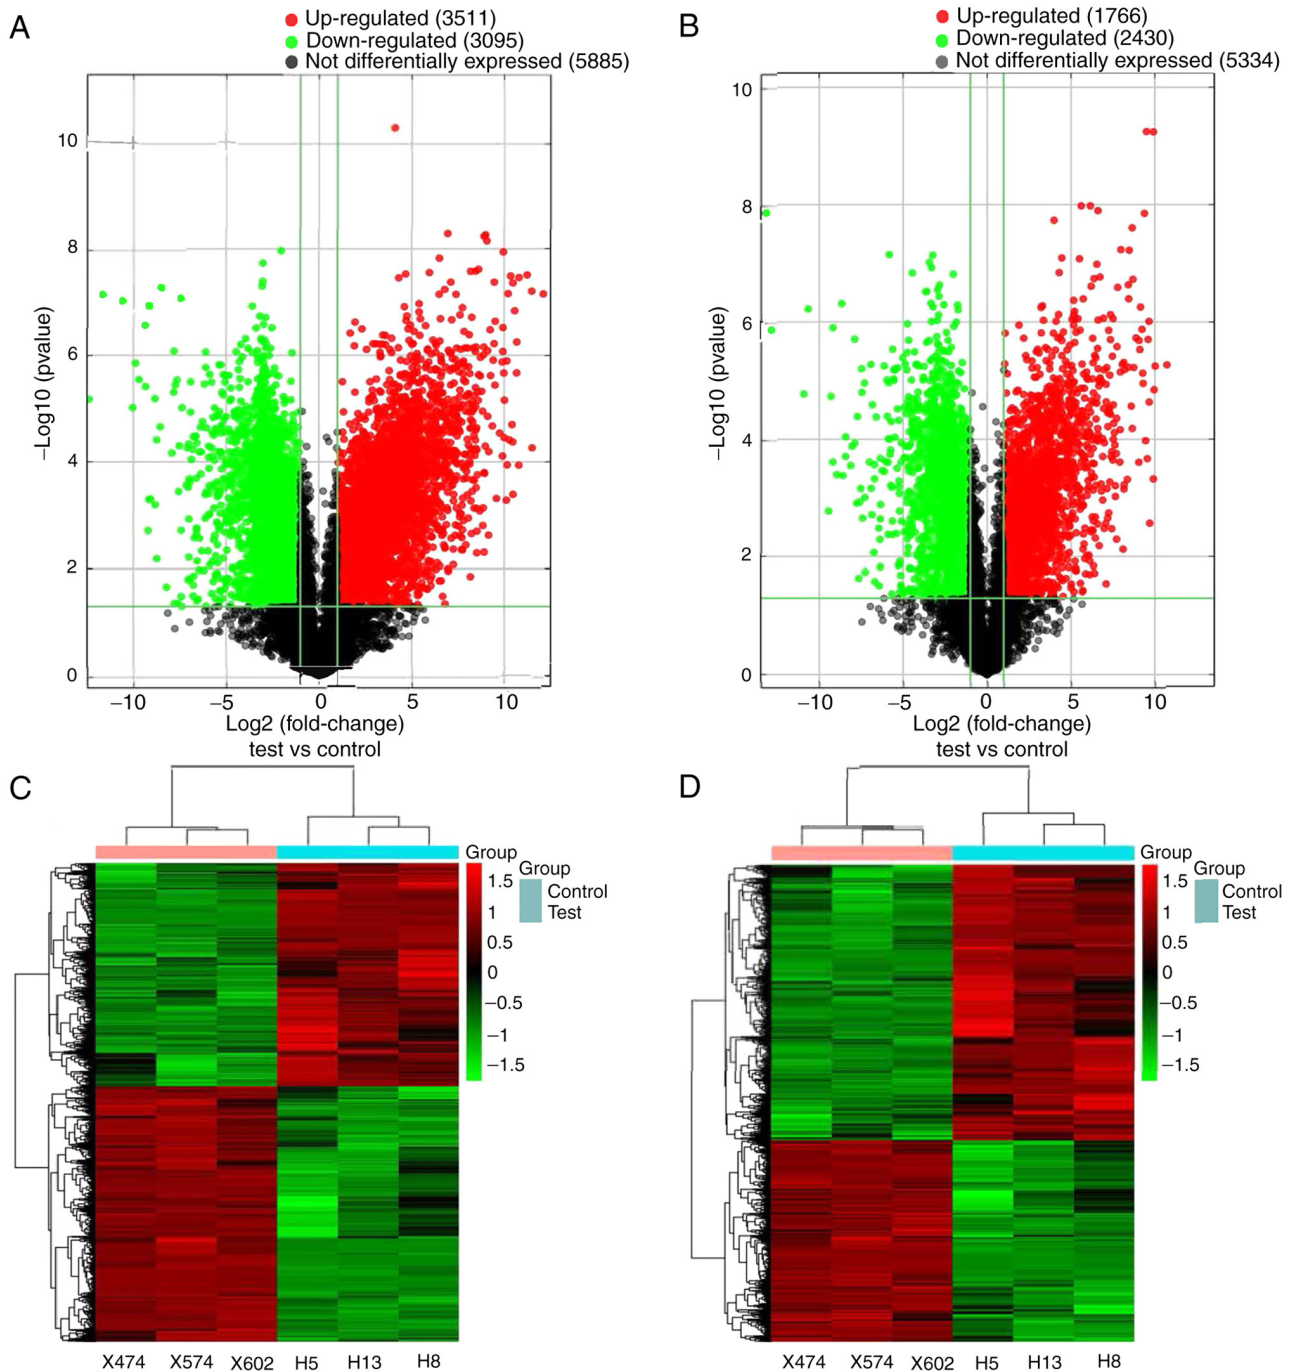 A
Up-regulated (3511)
Down-regulated (3095)
Not differentially expressed (5885)
10
8
6
4
2
0
−Log10 (pvalue)
−10 −5 0 5 10
Log2 (fold-change)
test vs control
B
Up-regulated (1766)
Down-regulated (2430)
Not differentially expressed (5334)
10
8
6
4
2
0
−Log10 (pvalue)
−10 −5 0 5 10
Log2 (fold-change)
test vs control
C
Group
1.5
1
0.5
0
−0.5
−1
−1.5
Group
Control
Test
X474 X574 X602 H5 H13 H8
D
Group
1.5
1
0.5
0
−0.5
−1
−1.5
Group
Control
Test
X474 X574 X602 H5 H13 H8